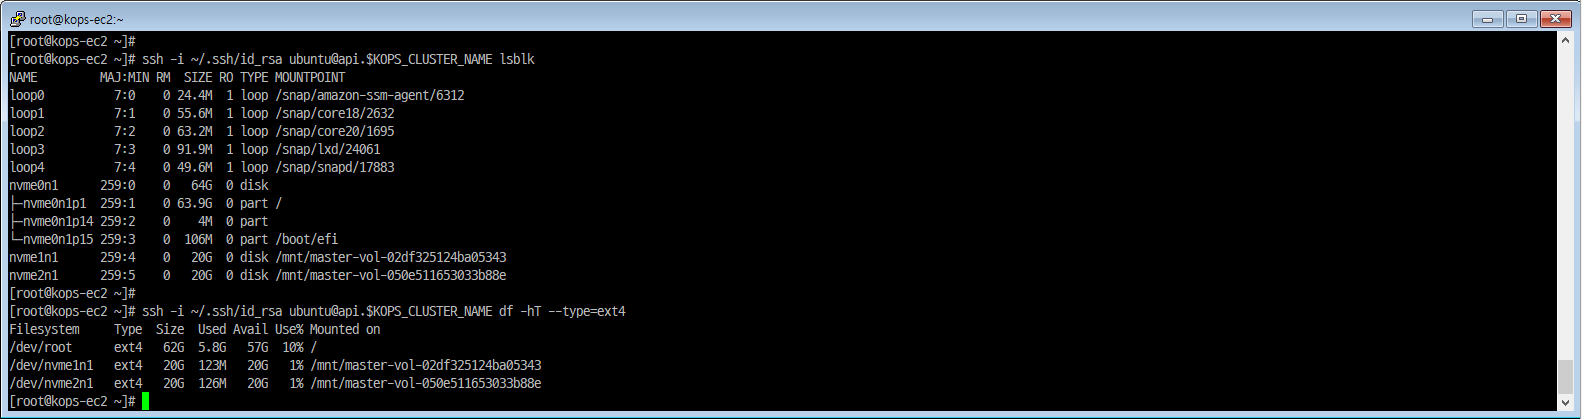 root@kops-ec2:~
[root@kops-ec2 ~]#
[root@kops-ec2 ~]# ssh -i ~/.ssh/id_rsa ubuntu@api.$KOPS_CLUSTER_NAME lsblk
NAME         MAJ:MIN RM  SIZE RO TYPE MOUNTPOINT
loop0          7:0    0 24.4M  1 loop /snap/amazon-ssm-agent/6312
loop1          7:1    0 55.6M  1 loop /snap/core18/2632
loop2          7:2    0 63.2M  1 loop /snap/core20/1695
loop3          7:3    0 91.9M  1 loop /snap/lxd/24061
loop4          7:4    0 49.6M  1 loop /snap/snapd/17883
nvme0n1      259:0    0   64G  0 disk
├─nvme0n1p1  259:1    0 63.9G  0 part /
├─nvme0n1p14 259:2    0    4M  0 part
└─nvme0n1p15 259:3    0  106M  0 part /boot/efi
nvme1n1      259:4    0   20G  0 disk /mnt/master-vol-02df325124ba05343
nvme2n1      259:5    0   20G  0 disk /mnt/master-vol-050e511653033b88e
[root@kops-ec2 ~]#
[root@kops-ec2 ~]# ssh -i ~/.ssh/id_rsa ubuntu@api.$KOPS_CLUSTER_NAME df -hT --type=ext4
Filesystem     Type  Size  Used Avail Use% Mounted on
/dev/root      ext4   62G  5.8G   57G  10% /
/dev/nvme1n1   ext4   20G  123M   20G   1% /mnt/master-vol-02df325124ba05343
/dev/nvme2n1   ext4   20G  126M   20G   1% /mnt/master-vol-050e511653033b88e
[root@kops-ec2 ~]#